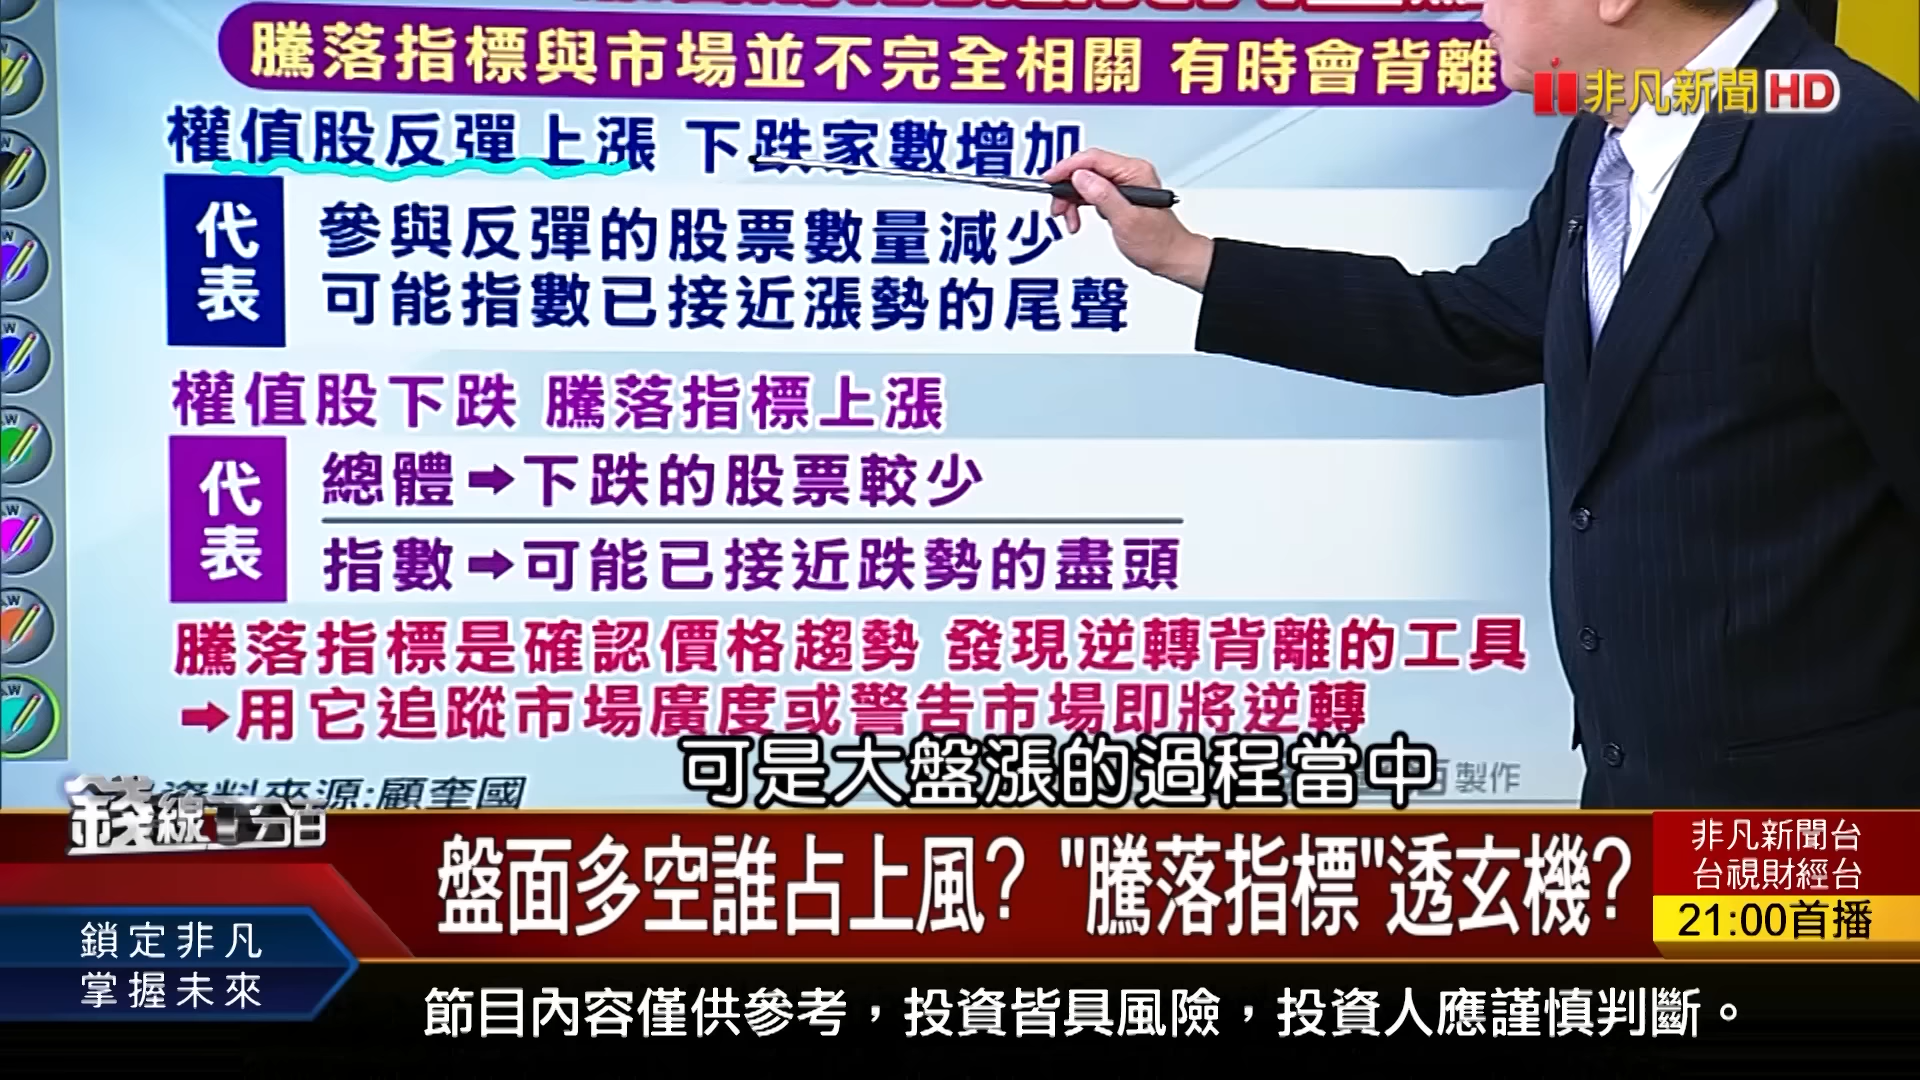 騰落指標與市場並不完全相關 有時會背離
非凡新聞HD
權值股反彈上漲 下跌家數增加
代表
參與反彈的股票數量減少
可能指數已接近漲勢的尾聲
權值股下跌 騰落指標上漲
代表
總體➡下跌的股票較少
指數➡可能已接近跌勢的盡頭
騰落指標是確認價格趨勢 發現逆轉背離的工具
➡用它追蹤市場廣度或警告市場即將逆轉
資料來源:顧奎國
製作
可是大盤漲的過程當中
錢線百分百
盤面多空誰占上風? "騰落指標"透玄機?
非凡新聞台
台視財經台
21:00首播
鎖定非凡
掌握未來
節目內容僅供參考，投資皆具風險，投資人應謹慎判斷。